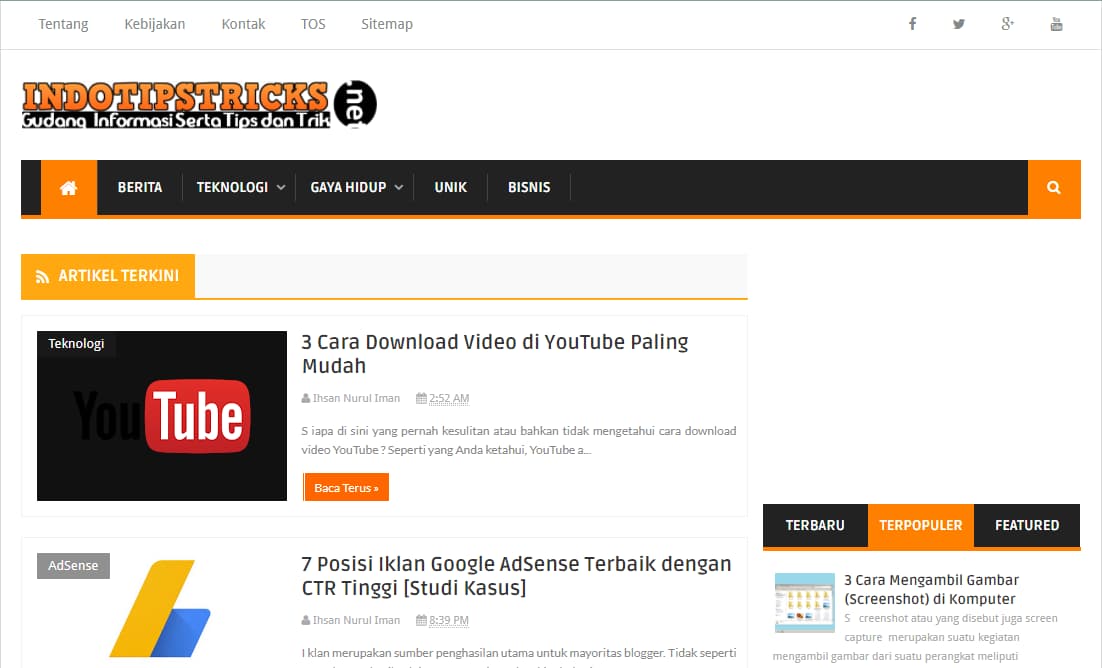 Tentang Kebijakan Kontak TOS Sitemap
INDOTIPSTRICKS
.net
Gudang Informasi Serta Tips dan Trik
BERITA TEKNOLOGI GAYA HIDUP UNIK BISNIS
ARTIKEL TERKINI
Teknologi
YouTube
3 Cara Download Video di YouTube Paling
Mudah
Ihsan Nurul Iman 2:52 AM
S iapa di sini yang pernah kesulitan atau bahkan tidak mengetahui cara download
video YouTube ? Seperti yang Anda ketahui, YouTube a...
Baca Terus »
AdSense
7 Posisi Iklan Google AdSense Terbaik dengan
CTR Tinggi [Studi Kasus]
Ihsan Nurul Iman 8:39 PM
I klan merupakan sumber penghasilan utama untuk mayoritas blogger. Tidak seperti
TERBARU TERPOPULER FEATURED
3 Cara Mengambil Gambar
(Screenshot) di Komputer
S creenshot atau yang disebut juga screen
capture merupakan suatu kegiatan
mengambil gambar dari suatu perangkat meliputi